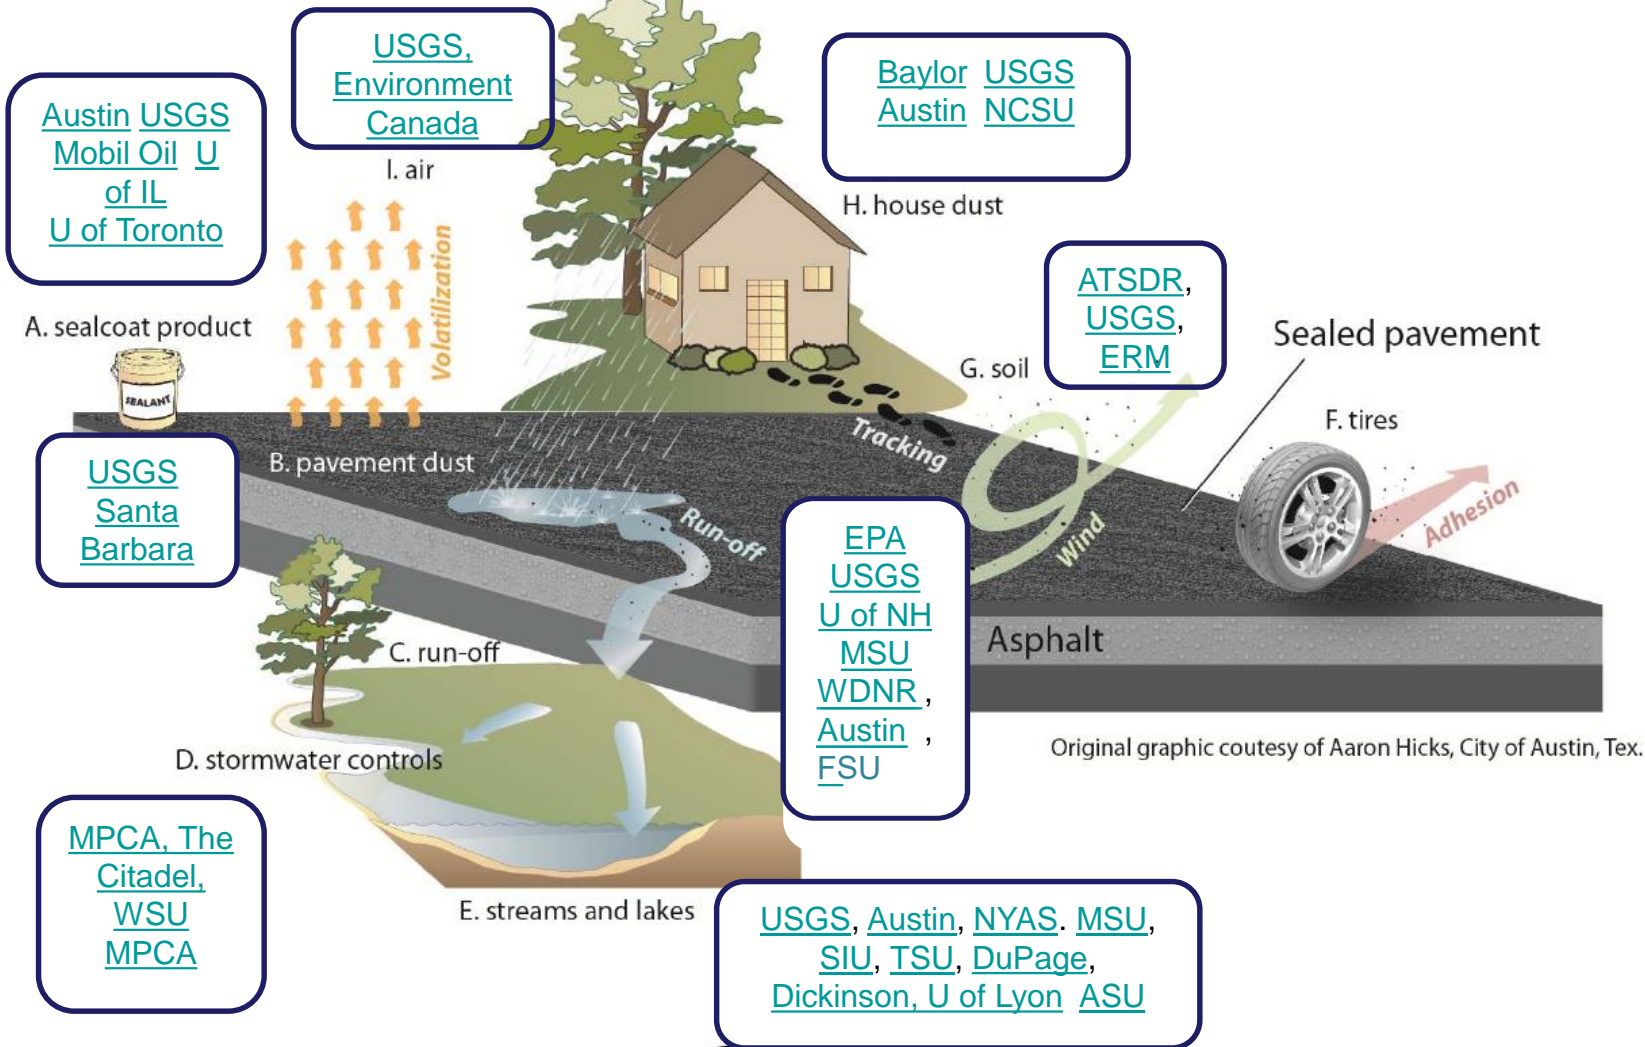 USGS,
Environment
Canada
I. air
Baylor USGS
Austin NCSU
Austin USGS
Mobil Oil U
of IL
U of Toronto
H. house dust
A. sealcoat product
SEALANT
Volatilization
ATSDR,
USGS,
ERM
Sealed pavement
G. soil
F. tires
Tracking
B. pavement dust
USGS
Santa
Barbara
Run-off
Wind
Adhesion
EPA
USGS
U of NH
MSU
WDNR ,
Austin ,
FSU
Asphalt
C. run-off
D. stormwater controls
Original graphic coutesy of Aaron Hicks, City of Austin, Tex.
MPCA, The
Citadel,
WSU
MPCA
E. streams and lakes
USGS, Austin, NYAS. MSU,
SIU, TSU, DuPage,
Dickinson, U of Lyon ASU